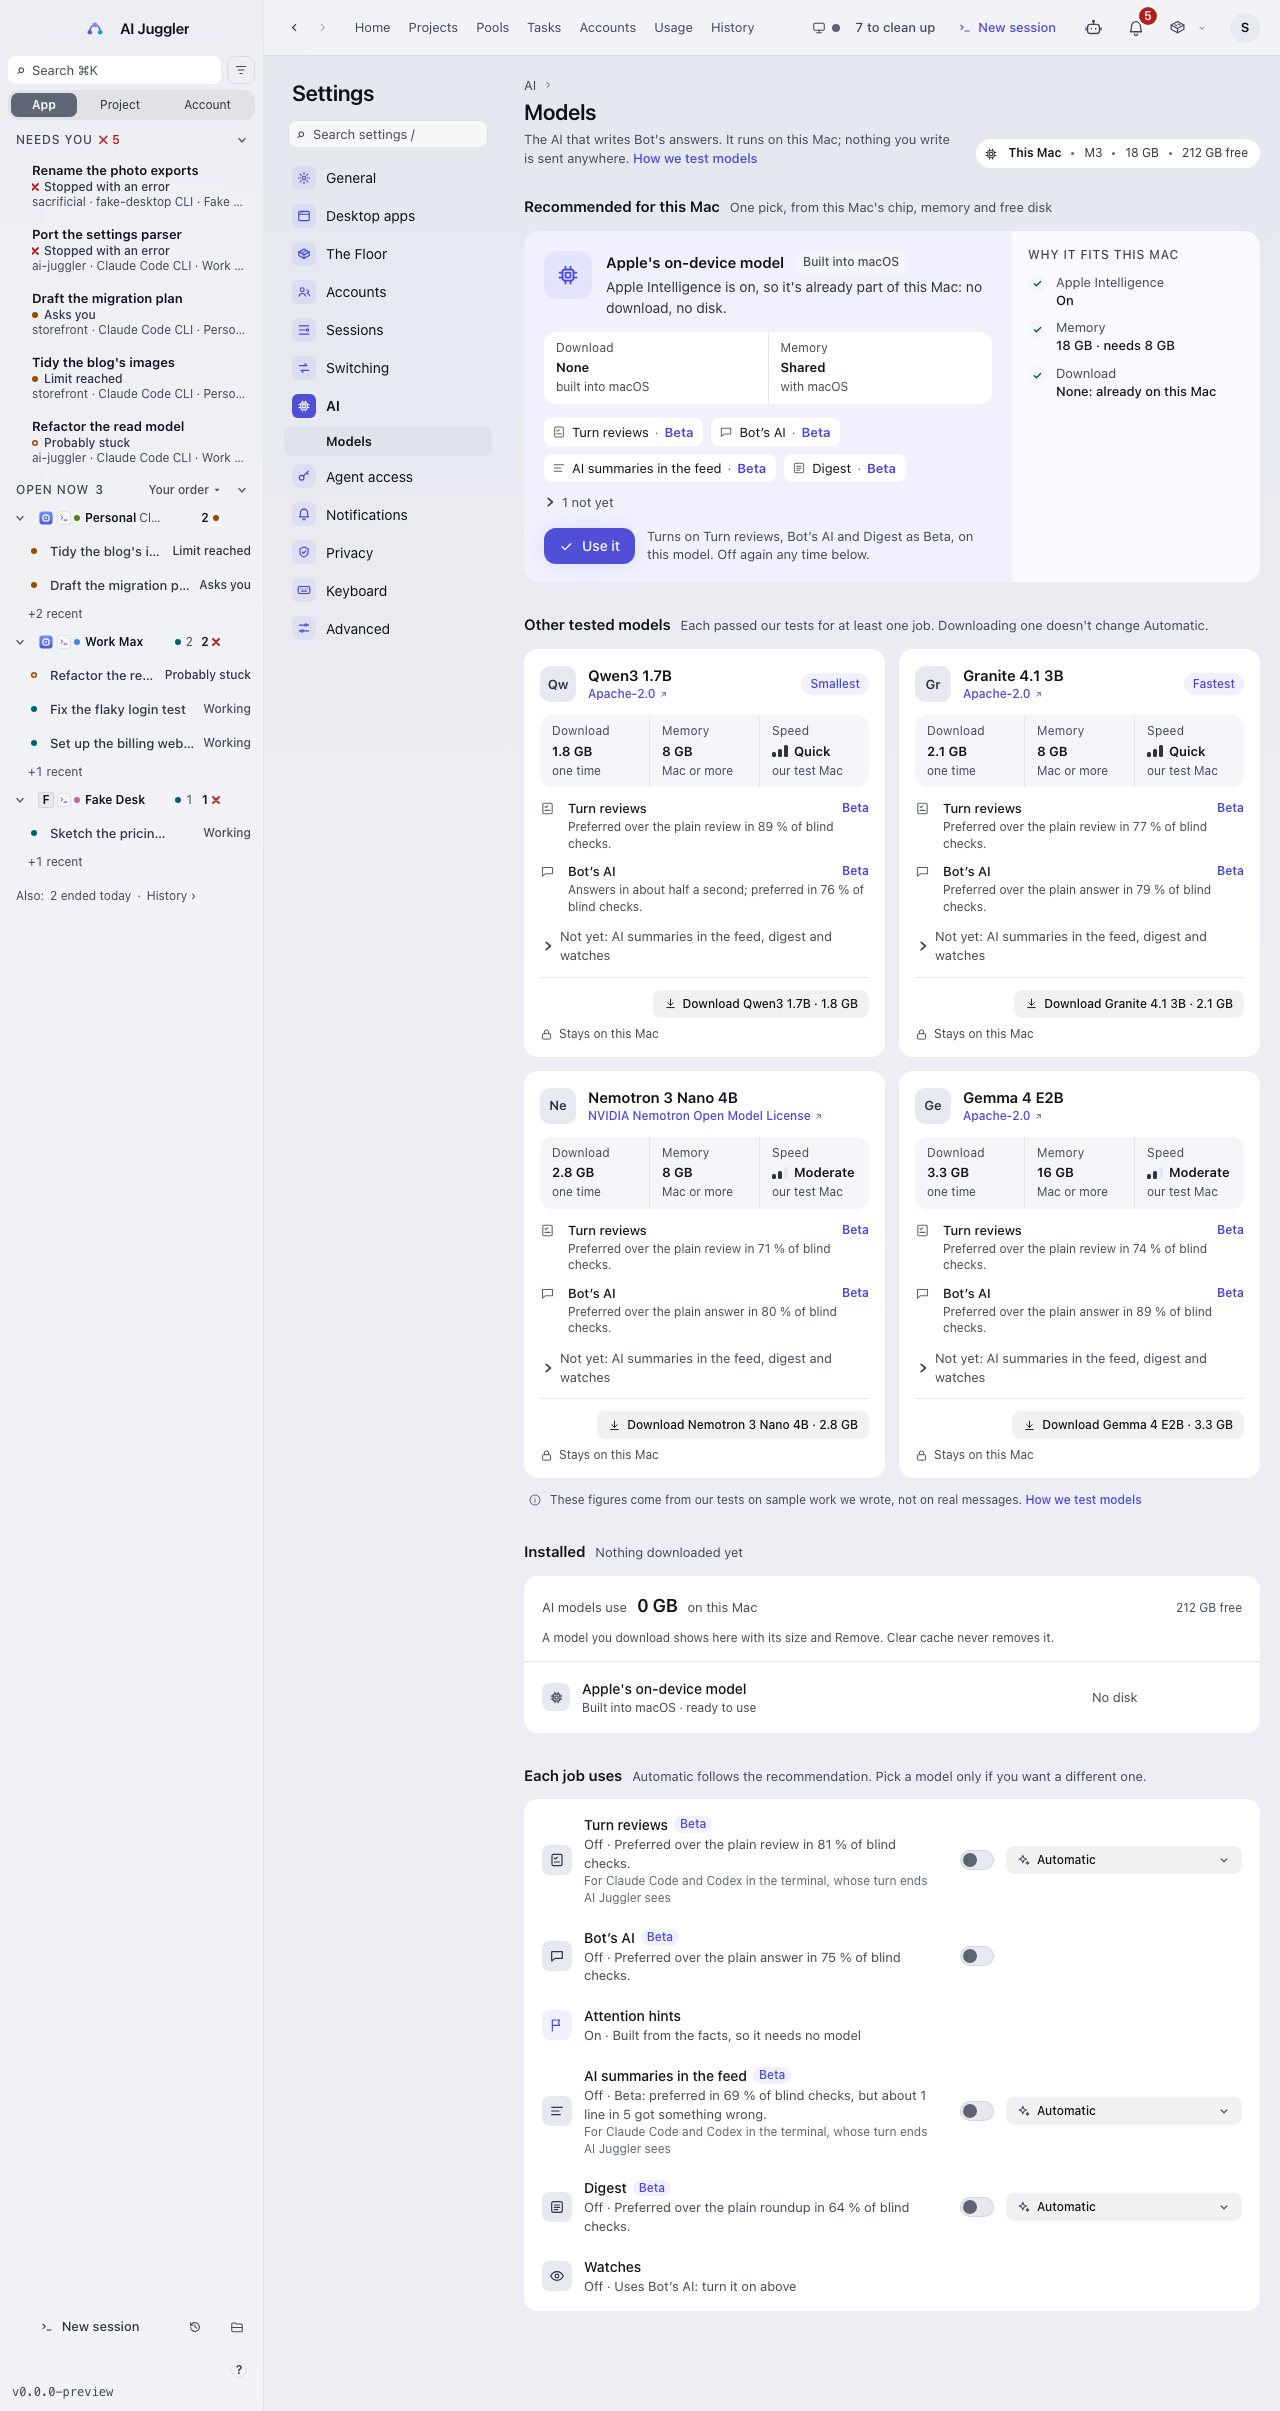 AI Juggler
Search ⌘K
App Project Account
NEEDS YOU 5
Rename the photo exports
Stopped with an error
sacrificial · fake-desktop CLI · Fake ...
Port the settings parser
Stopped with an error
ai-juggler · Claude Code CLI · Work ...
Draft the migration plan
Asks you
storefront · Claude Code CLI · Perso...
Tidy the blog's images
Limit reached
storefront · Claude Code CLI · Perso...
Refactor the read model
Probably stuck
ai-juggler · Claude Code CLI · Work ...
OPEN NOW 3 Your order
Personal Cl... 2
Tidy the blog's i... Limit reached
Draft the migration p... Asks you
+2 recent
Work Max 2 2
Refactor the re... Probably stuck
Fix the flaky login test Working
Set up the billing web... Working
+1 recent
F Fake Desk 1 1
Sketch the pricin... Working
+1 recent
Also: 2 ended today · History ›
New session
?
v0.0.0-preview
Home Projects Pools Tasks Accounts Usage History
7 to clean up
New session
5
S
Settings
Search settings /
General
Desktop apps
The Floor
Accounts
Sessions
Switching
AI
Models
Agent access
Notifications
Privacy
Keyboard
Advanced
AI ›
Models
The AI that writes Bot's answers. It runs on this Mac; nothing you write
is sent anywhere. How we test models
This Mac • M3 • 18 GB • 212 GB free
Recommended for this Mac One pick, from this Mac's chip, memory and free disk
Apple's on-device model Built into macOS
Apple Intelligence is on, so it's already part of this Mac: no
download, no disk.
Download
None
built into macOS
Memory
Shared
with macOS
Turn reviews · Beta
Bot's AI · Beta
AI summaries in the feed · Beta
Digest · Beta
1 not yet
Use it
Turns on Turn reviews, Bot's AI and Digest as Beta, on
this model. Off again any time below.
WHY IT FITS THIS MAC
Apple Intelligence
On
Memory
18 GB · needs 8 GB
Download
None: already on this Mac
Other tested models Each passed our tests for at least one job. Downloading one doesn't change Automatic.
Qw
Qwen3 1.7B
Apache-2.0 ↗
Smallest
Download
1.8 GB
one time
Memory
8 GB
Mac or more
Speed
Quick
our test Mac
Turn reviews Beta
Preferred over the plain review in 89 % of blind
checks.
Bot's AI Beta
Answers in about half a second; preferred in 76 % of
blind checks.
Not yet: AI summaries in the feed, digest and
watches
Download Qwen3 1.7B · 1.8 GB
Stays on this Mac
Gr
Granite 4.1 3B
Apache-2.0 ↗
Fastest
Download
2.1 GB
one time
Memory
8 GB
Mac or more
Speed
Quick
our test Mac
Turn reviews Beta
Preferred over the plain review in 77 % of blind
checks.
Bot's AI Beta
Preferred over the plain answer in 79 % of blind
checks.
Not yet: AI summaries in the feed, digest and
watches
Download Granite 4.1 3B · 2.1 GB
Stays on this Mac
Ne
Nemotron 3 Nano 4B
NVIDIA Nemotron Open Model License ↗
Download
2.8 GB
one time
Memory
8 GB
Mac or more
Speed
Moderate
our test Mac
Turn reviews Beta
Preferred over the plain review in 71 % of blind
checks.
Bot's AI Beta
Preferred over the plain answer in 80 % of blind
checks.
Not yet: AI summaries in the feed, digest and
watches
Download Nemotron 3 Nano 4B · 2.8 GB
Stays on this Mac
Ge
Gemma 4 E2B
Apache-2.0 ↗
Download
3.3 GB
one time
Memory
16 GB
Mac or more
Speed
Moderate
our test Mac
Turn reviews Beta
Preferred over the plain review in 74 % of blind
checks.
Bot's AI Beta
Preferred over the plain answer in 89 % of blind
checks.
Not yet: AI summaries in the feed, digest and
watches
Download Gemma 4 E2B · 3.3 GB
Stays on this Mac
These figures come from our tests on sample work we wrote, not on real messages. How we test models
Installed Nothing downloaded yet
AI models use 0 GB on this Mac 212 GB free
A model you download shows here with its size and Remove. Clear cache never removes it.
Apple's on-device model
Built into macOS · ready to use
No disk
Each job uses Automatic follows the recommendation. Pick a model only if you want a different one.
Turn reviews Beta
Off · Preferred over the plain review in 81 % of blind
checks.
For Claude Code and Codex in the terminal, whose turn ends
AI Juggler sees
Automatic
Bot's AI Beta
Off · Preferred over the plain answer in 75 % of blind
checks.
Attention hints
On · Built from the facts, so it needs no model
AI summaries in the feed Beta
Off · Beta: preferred in 69 % of blind checks, but about 1
line in 5 got something wrong.
For Claude Code and Codex in the terminal, whose turn ends
AI Juggler sees
Automatic
Digest Beta
Off · Preferred over the plain roundup in 64 % of blind
checks.
Automatic
Watches
Off · Uses Bot's AI: turn it on above